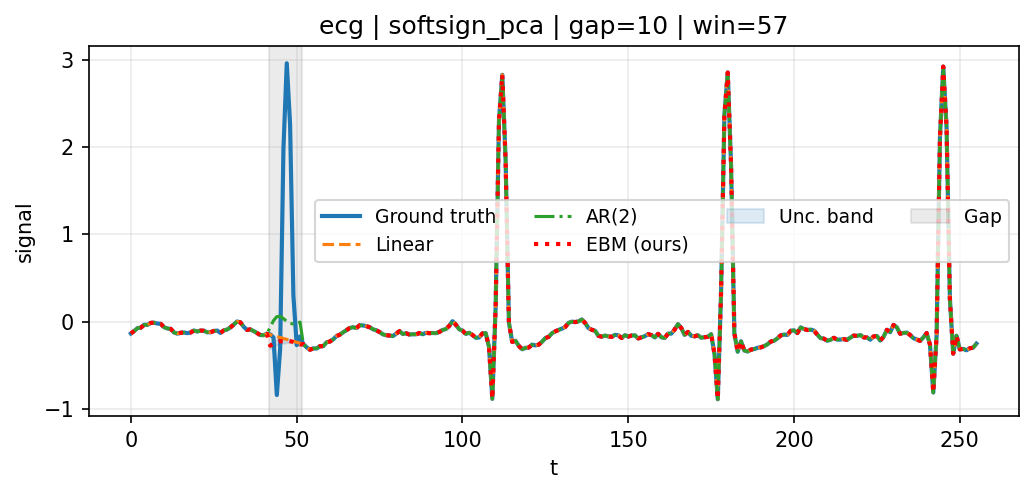 ecg | softsign_pca | gap=10 | win=57
3
2
1
0
−1
signal
Ground truth
Linear
AR(2)
EBM (ours)
Unc. band
Gap
0
50
100
150
200
250
t